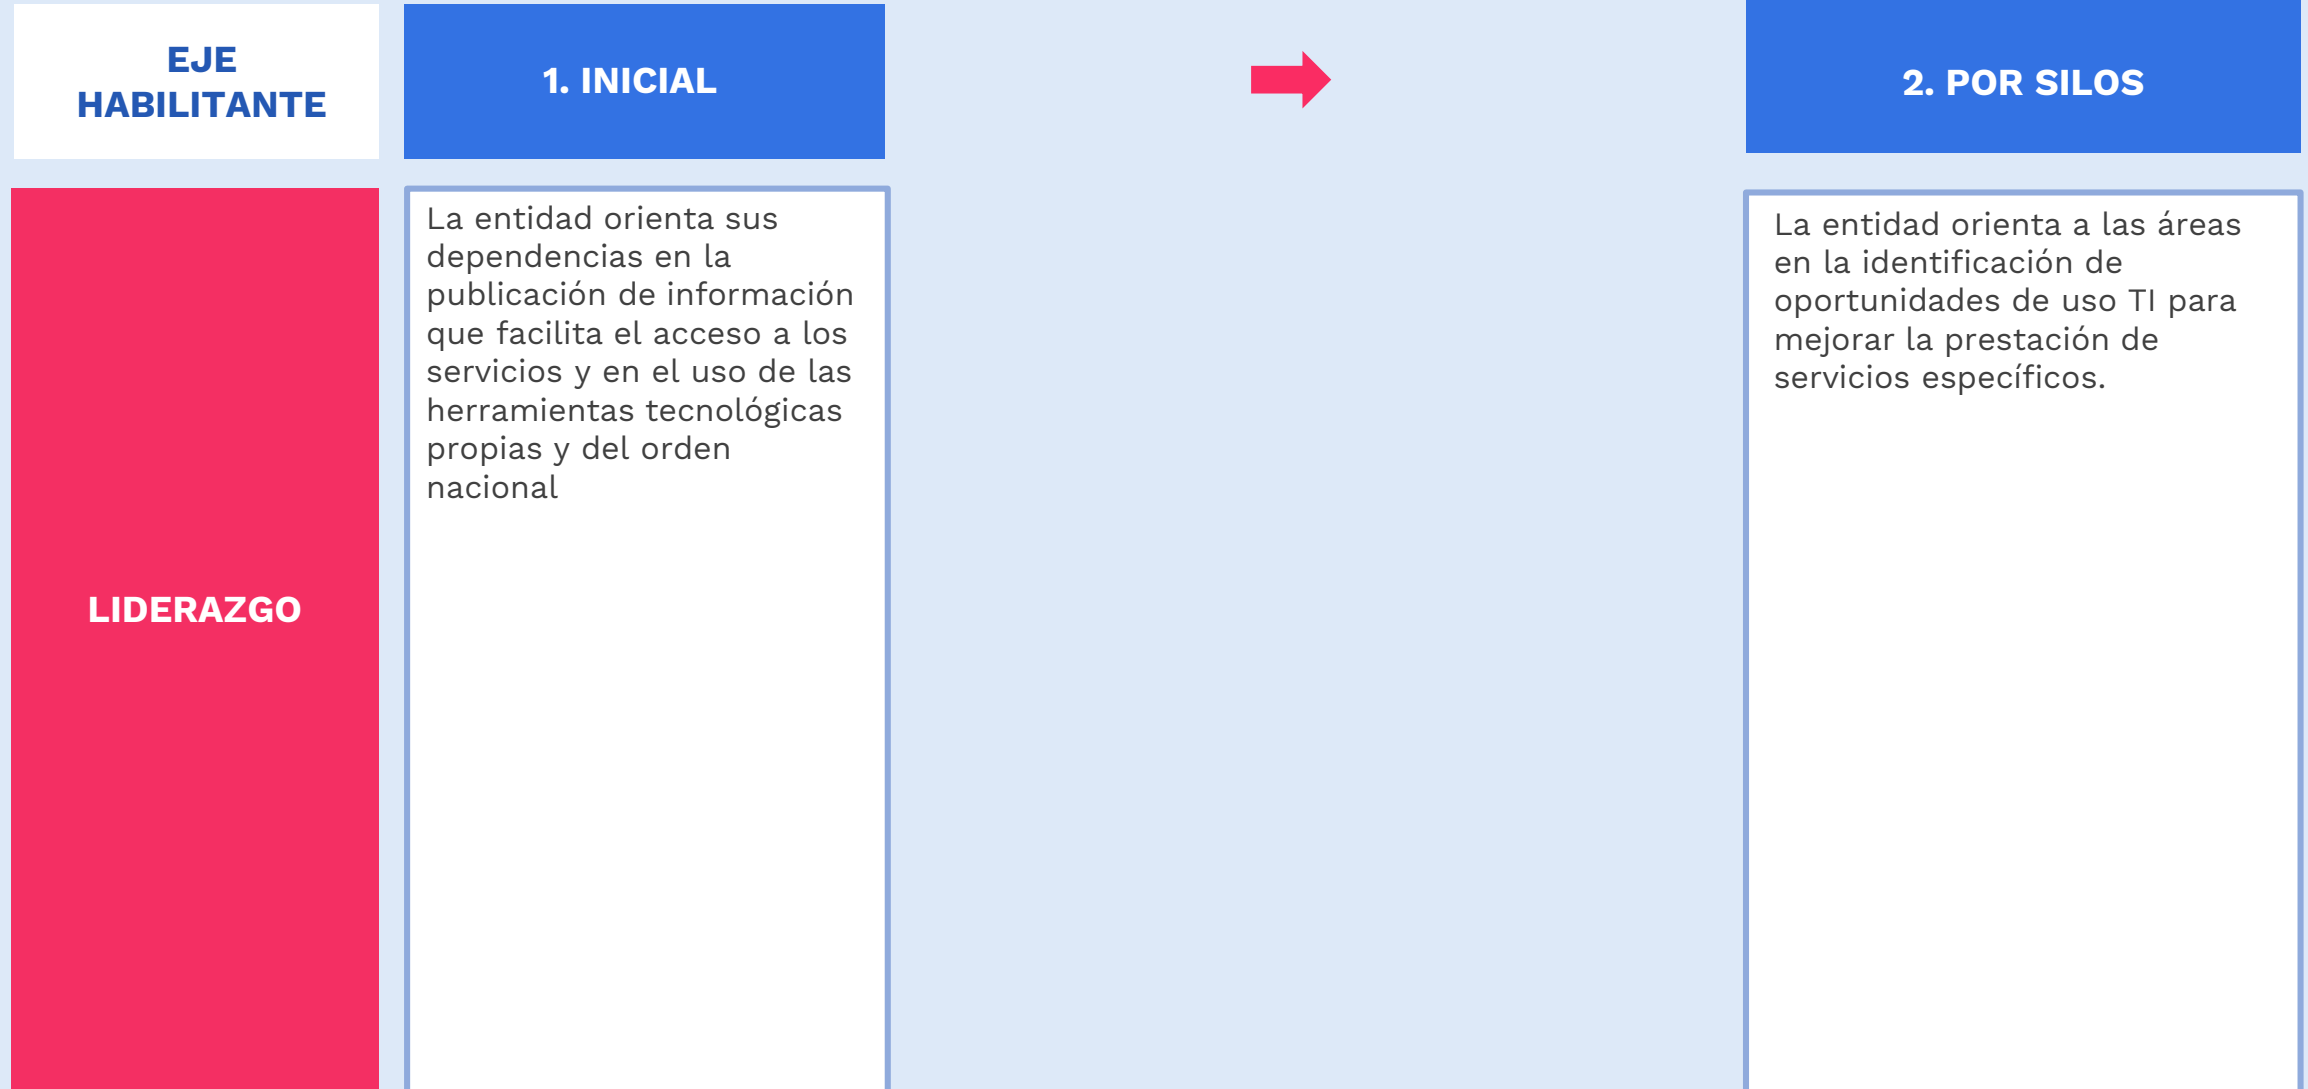 EJE
HABILITANTE
1. INICIAL
2. POR SILOS
LIDERAZGO
La entidad orienta sus
dependencias en la
publicación de información
que facilita el acceso a los
servicios y en el uso de las
herramientas tecnológicas
propias y del orden
nacional
La entidad orienta a las áreas
en la identificación de
oportunidades de uso TI para
mejorar la prestación de
servicios específicos.